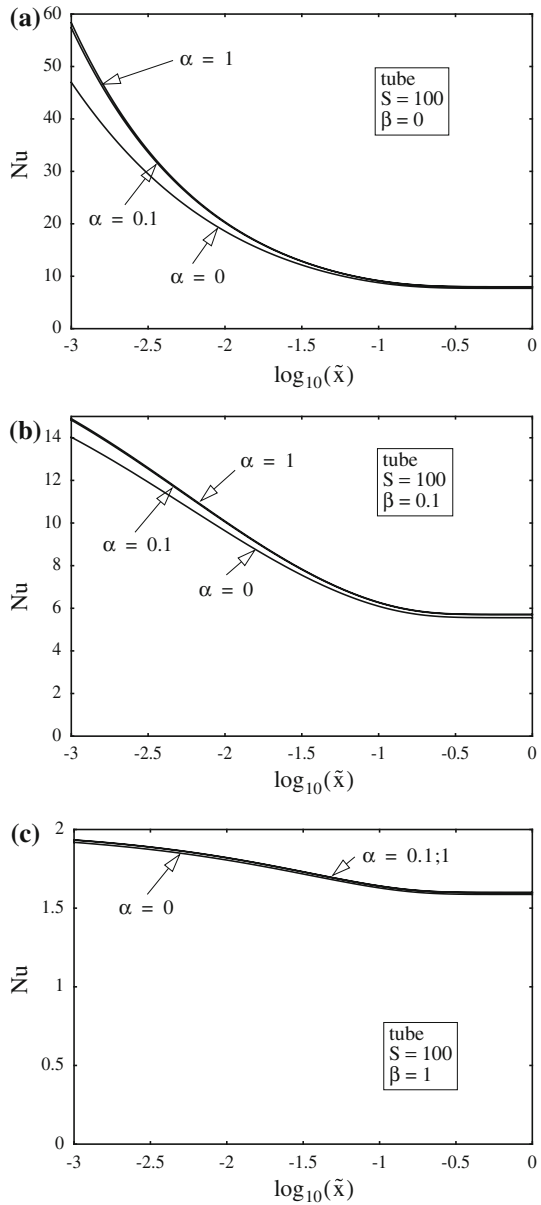 (a)
60
50
40
30
20
10
0
Nu
α = 1
α = 0.1
α = 0
tube
S = 100
β = 0
-3 -2.5 -2 -1.5 -1 -0.5 0
log10(x̃)
(b)
14
12
10
8
6
4
2
0
Nu
α = 1
α = 0.1
α = 0
tube
S = 100
β = 0.1
-3 -2.5 -2 -1.5 -1 -0.5 0
log10(x̃)
(c)
2
1.5
1
0.5
0
Nu
α = 0.1;1
α = 0
tube
S = 100
β = 1
-3 -2.5 -2 -1.5 -1 -0.5 0
log10(x̃)